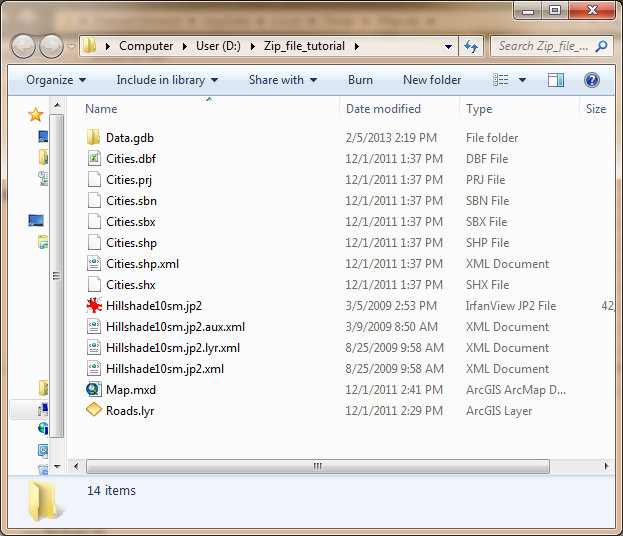 Computer User (D:) Zip_file_tutorial Search Zip_file_...
Organize Include in library Share with Burn New folder
Name Date modified Type Size
Data.gdb 2/5/2013 2:19 PM File folder
Cities.dbf 12/1/2011 1:37 PM DBF File
Cities.prj 12/1/2011 1:37 PM PRJ File
Cities.sbn 12/1/2011 1:37 PM SBN File
Cities.sbx 12/1/2011 1:37 PM SBX File
Cities.shp 12/1/2011 1:37 PM SHP File
Cities.shp.xml 12/1/2011 1:37 PM XML Document
Cities.shx 12/1/2011 1:37 PM SHX File
Hillshade10sm.jp2 3/5/2009 2:53 PM IrfanView JP2 File 42,
Hillshade10sm.jp2.aux.xml 3/9/2009 8:50 AM XML Document
Hillshade10sm.jp2.lyr.xml 8/25/2009 9:58 AM XML Document
Hillshade10sm.jp2.xml 8/25/2009 9:58 AM XML Document
Map.mxd 12/1/2011 2:41 PM ArcGIS ArcMap D...
Roads.lyr 12/1/2011 2:29 PM ArcGIS Layer
14 items